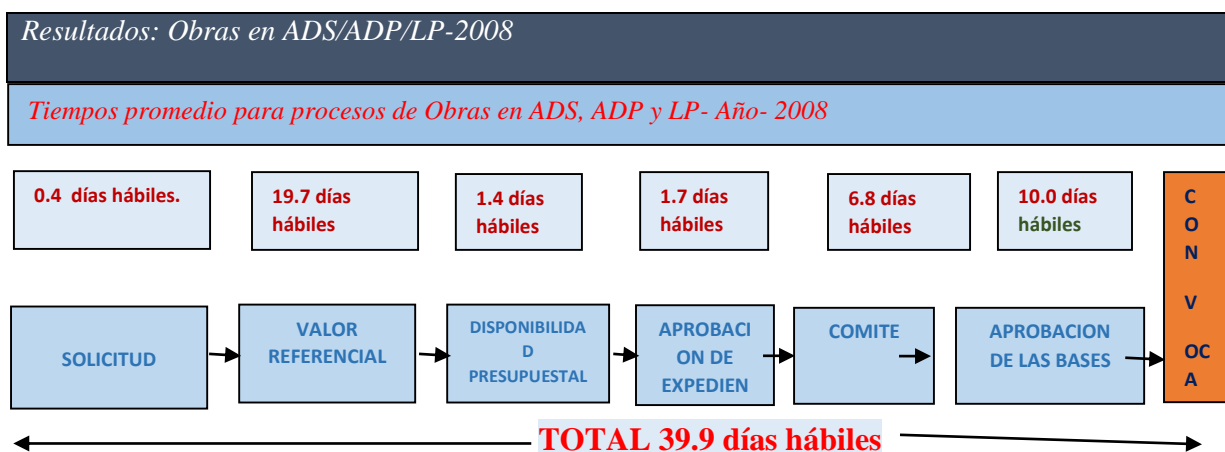 Resultados: Obras en ADS/ADP/LP-2008
Tiempos promedio para procesos de Obras en ADS, ADP y LP- Año- 2008
0.4 días hábiles.
19.7 días
hábiles
1.4 días
hábiles
1.7 días
hábiles
6.8 días
hábiles
10.0 días
hábiles
C
O
N
V
OC
A
SOLICITUD
VALOR
REFERENCIAL
DISPONIBILIDA
D
PRESUPUESTAL
APROBACI
ON DE
EXPEDIEN
COMITE
APROBACION
DE LAS BASES
TOTAL 39.9 días hábiles